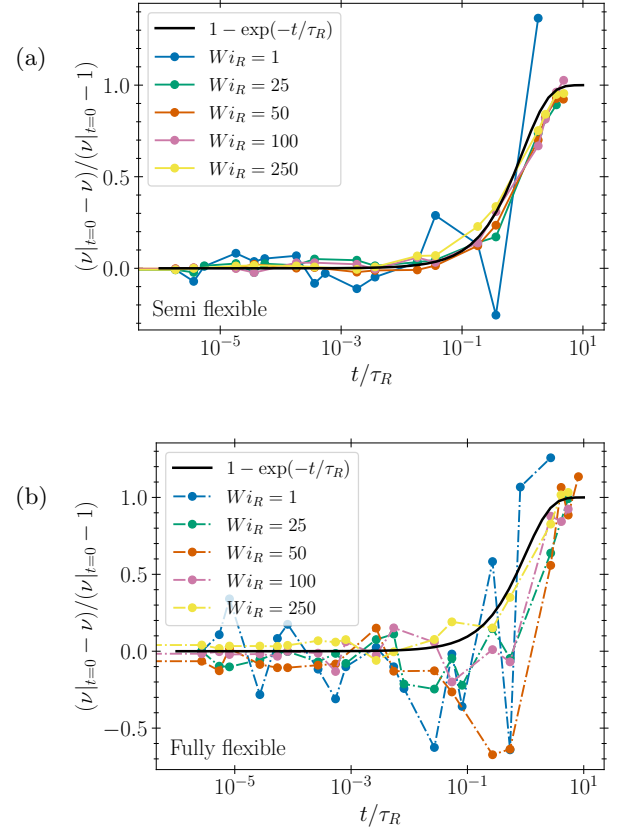 (a)
1 − exp(−t/τ_R)
Wi_R = 1
Wi_R = 25
Wi_R = 50
Wi_R = 100
Wi_R = 250
(ν|_{t=0} − ν)/(ν|_{t=0} − 1)
1.0
0.5
0.0
Semi flexible
10^{−5} 10^{−3} 10^{−1} 10^{1}
t/τ_R
(b)
1 − exp(−t/τ_R)
Wi_R = 1
Wi_R = 25
Wi_R = 50
Wi_R = 100
Wi_R = 250
(ν|_{t=0} − ν)/(ν|_{t=0} − 1)
1.0
0.5
0.0
−0.5
Fully flexible
10^{−5} 10^{−3} 10^{−1} 10^{1}
t/τ_R